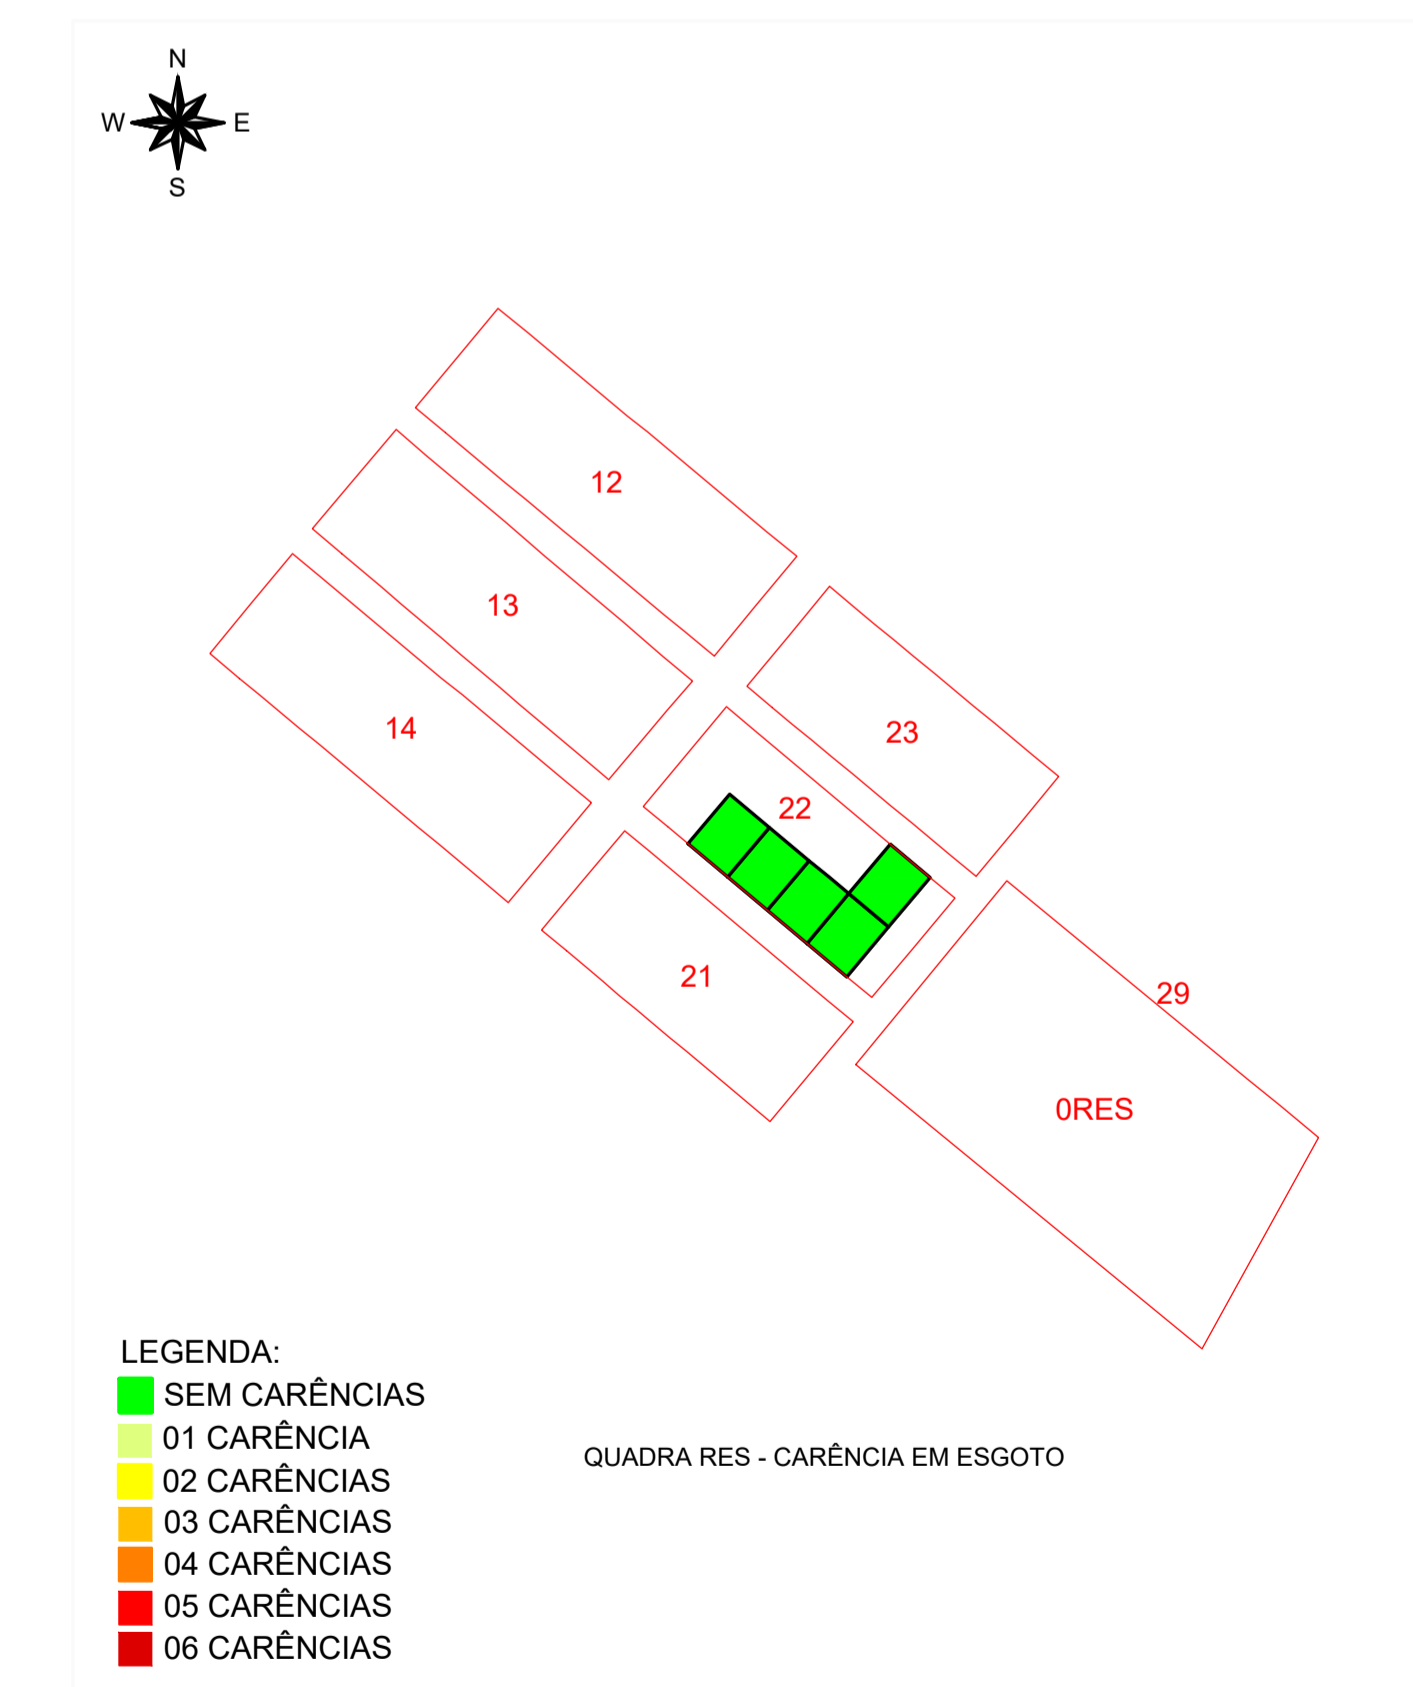 N
W E
S
12
13
14
23
22
21
29
0RES
LEGENDA:
SEM CARÊNCIAS
01 CARÊNCIA
02 CARÊNCIAS
03 CARÊNCIAS
04 CARÊNCIAS
05 CARÊNCIAS
06 CARÊNCIAS
QUADRA RES - CARÊNCIA EM ESGOTO